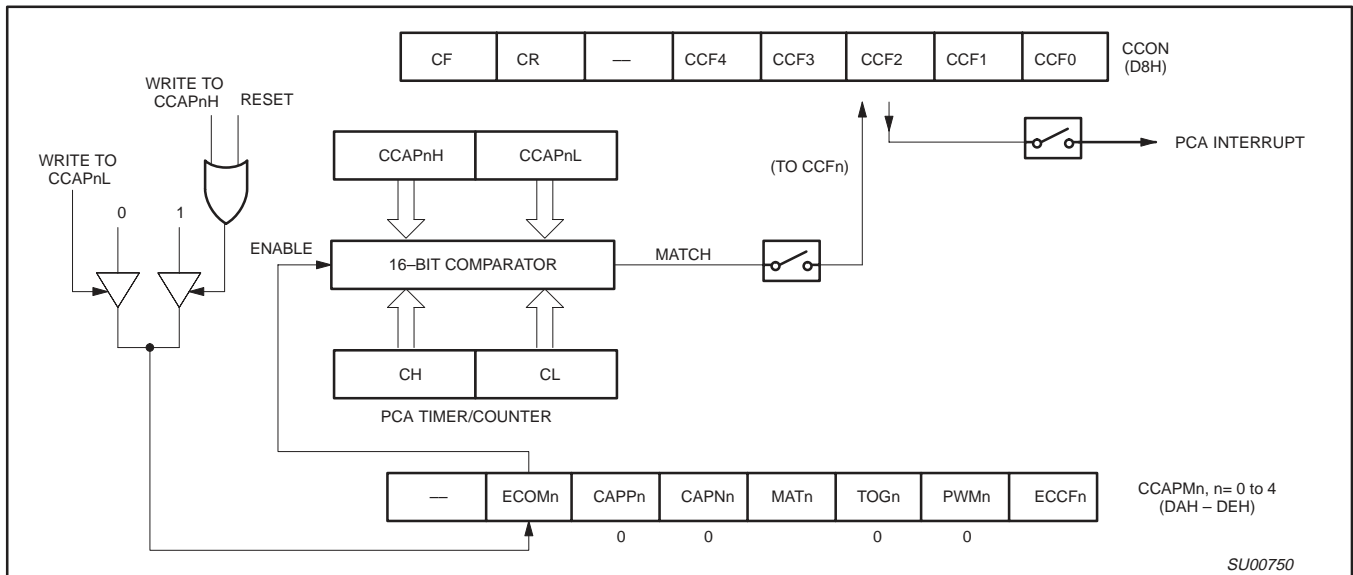 CF CR — CCF4 CCF3 CCF2 CCF1 CCF0
CCON
(D8H)
WRITE TO
CCAPnH RESET
WRITE TO
CCAPnL
0 1
CCAPnH CCAPnL
(TO CCFn)
PCA INTERRUPT
ENABLE
16–BIT COMPARATOR
MATCH
CH CL
PCA TIMER/COUNTER
— ECOMn CAPPn CAPNn MATn TOGn PWMn ECCFn
CCAPMn, n= 0 to 4
(DAH – DEH)
0 0 0 0
SU00750